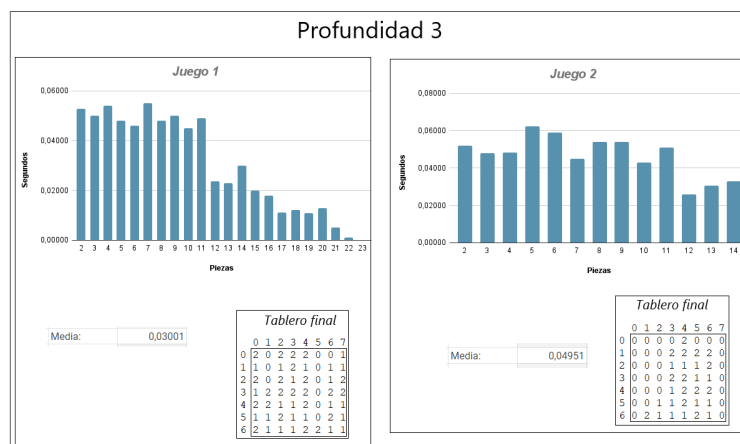 Profundidad 3
Juego 1
0,06000
0,04000
0,02000
0,00000
Segundos
2 3 4 5 6 7 8 9 10 11 12 13 14 15 16 17 18 19 20 21 22 23
Piezas
Media: 0,03001
Tablero final
0 1 2 3 4 5 6 7
0 2 0 2 2 2 0 0 1
1 1 0 1 2 1 0 1 1
2 2 0 2 1 2 0 1 2
3 1 2 2 2 2 0 2 2
4 2 2 1 1 2 0 1 1
5 1 1 2 1 1 0 2 1
6 2 1 1 1 2 2 1 1
Juego 2
0,08000
0,06000
0,04000
0,02000
0,00000
Segundos
2 3 4 5 6 7 8 9 10 11 12 13 14
Piezas
Media: 0,04951
Tablero final
0 1 2 3 4 5 6 7
0 0 0 0 0 2 0 0 0
1 0 0 0 2 2 2 2 0
2 0 0 0 1 1 1 2 0
3 0 0 0 2 2 1 1 0
4 0 0 0 1 2 2 2 0
5 0 0 1 1 2 1 1 0
6 0 2 1 1 1 2 1 0